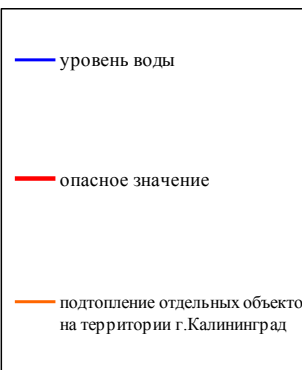 уровень воды
опасное значение
подтопление отдельных объекто
на территории г.Калининград